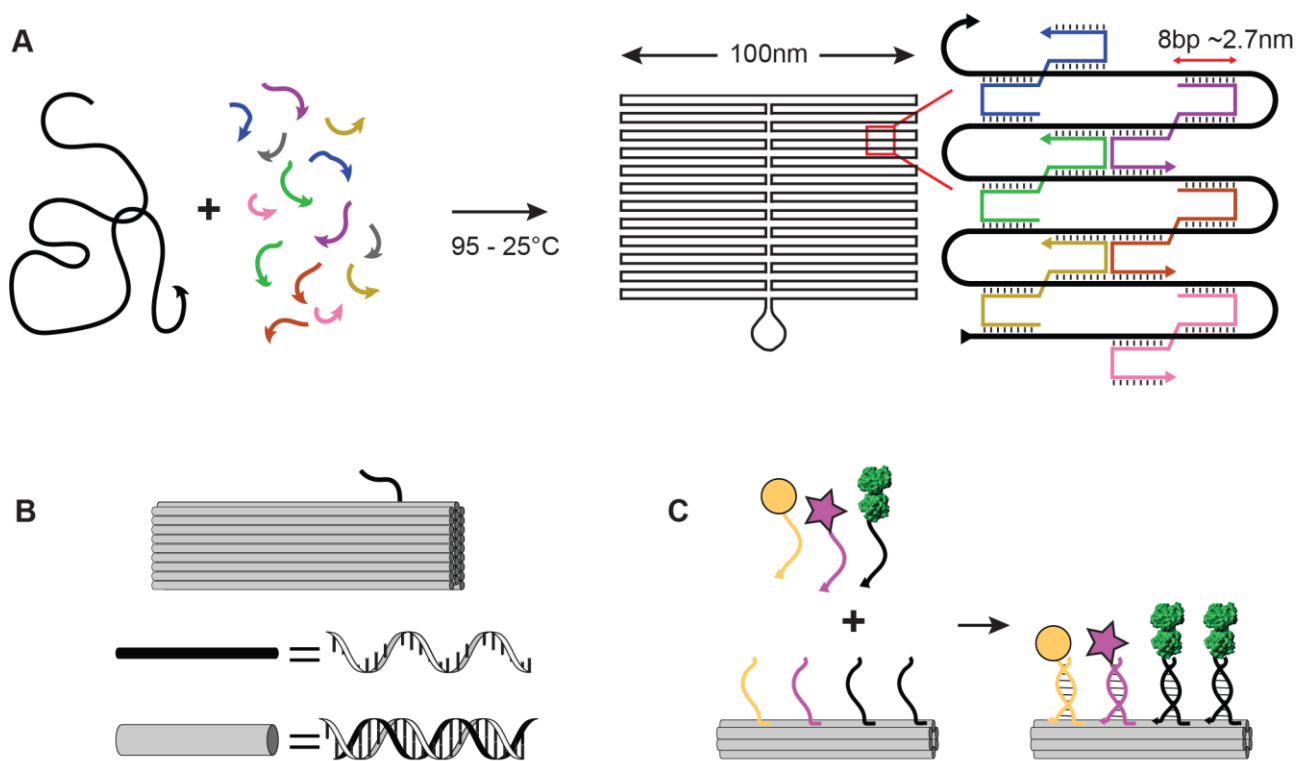 A
+
95 - 25°C
100nm
8bp ~2.7nm
B
=
=
C
+